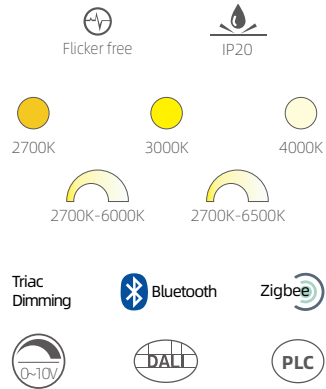 Flicker free
IP20
2700K
3000K
4000K
2700K-6000K
2700K-6500K
Triac
Dimming
Bluetooth
Zigbee
0~10V
DALI
PLC